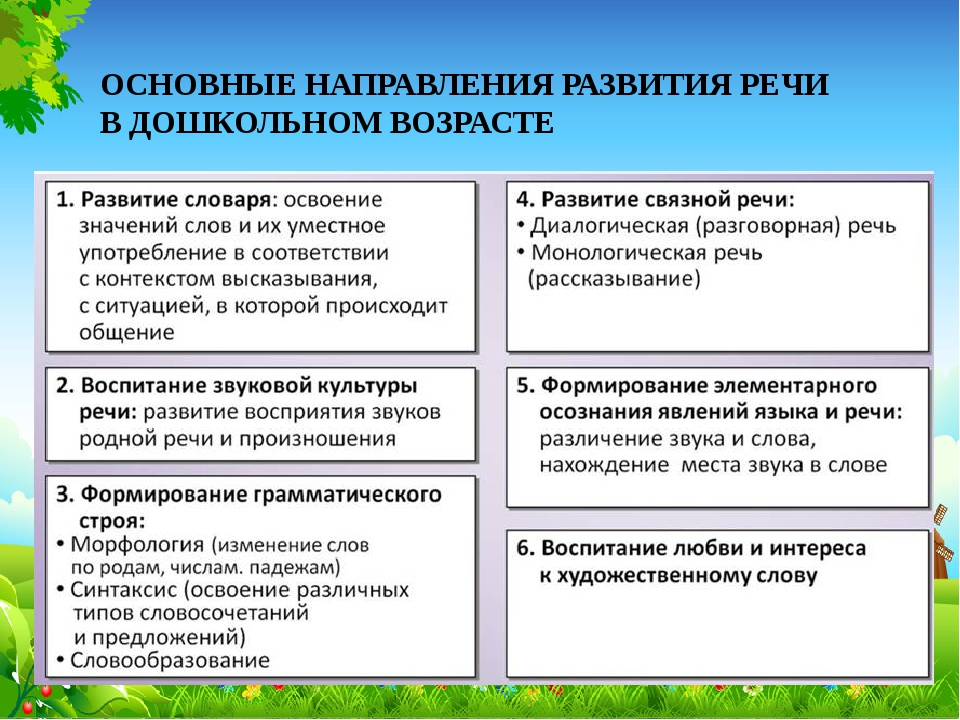 ОСНОВНЫЕ НАПРАВЛЕНИЯ РАЗВИТИЯ РЕЧИ
В ДОШКОЛЬНОМ ВОЗРАСТЕ
1. Развитие словаря: освоение
значений слов и их уместное
употребление в соответствии
с контекстом высказывания,
с ситуацией, в которой происходит
общение
2. Воспитание звуковой культуры
речи: развитие восприятия звуков
родной речи и произношения
3. Формирование грамматического
строя:
• Морфология (изменение слов
по родам, числам. падежам)
• Синтаксис (освоение различных
типов словосочетаний
и предложений)
• Словообразование
4. Развитие связной речи:
• Диалогическая (разговорная) речь
• Монологическая речь
(рассказывание)
5. Формирование элементарного
осознания явлений языка и речи:
различение звука и слова,
нахождение места звука в слове
6. Воспитание любви и интереса
к художественному слову